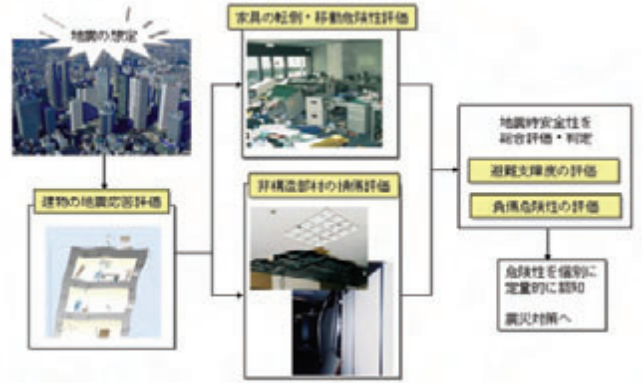 地震の想定
家具の転倒・移動危険性評価
建物の地震応答評価
非構造部材の損傷評価
地震時安全性を
総合評価・判定
避難支障度の評価
負傷危険性の評価
危険性を個別に
定量的に認知
震災対策へ